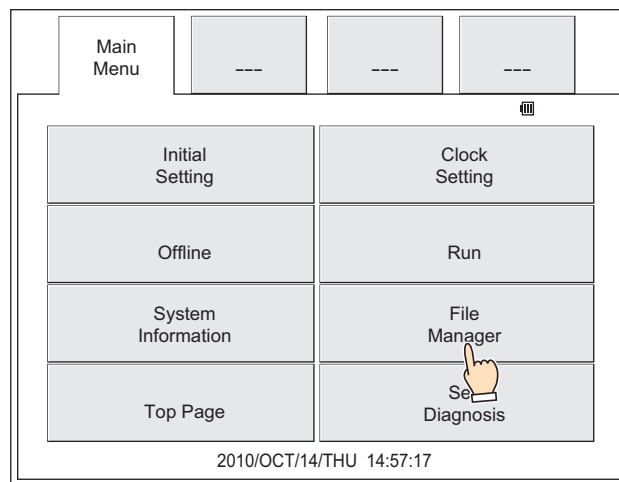 Main
Menu
---
---
---
Initial
Setting
Clock
Setting
Offline
Run
System
Information
File
Manager
Top Page
Se
Diagnosis
2010/OCT/14/THU 14:57:17